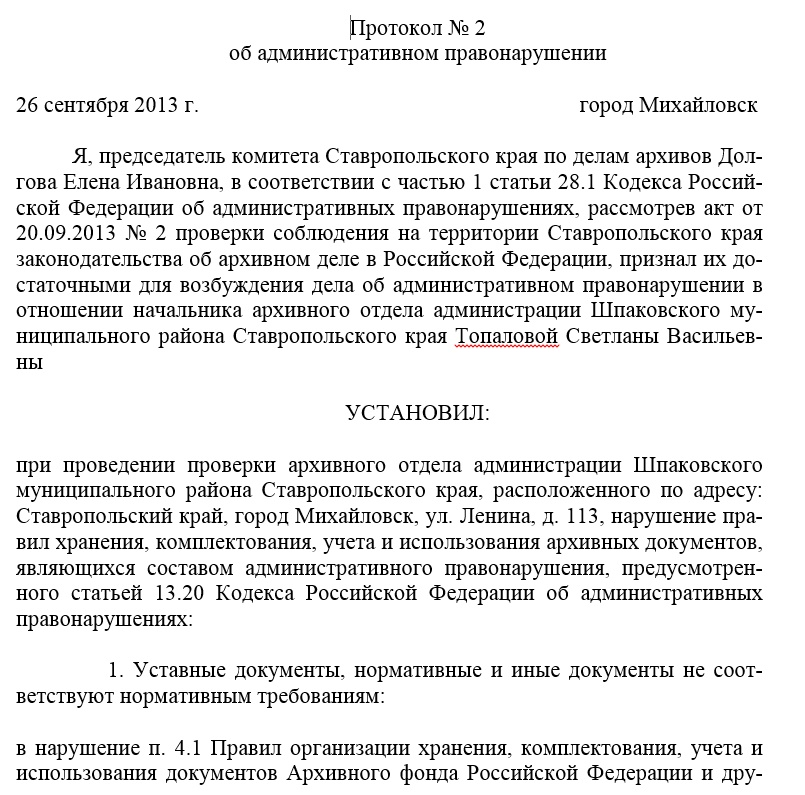 Протокол № 2
об административном правонарушении
26 сентября 2013 г. город Михайловск
Я, председатель комитета Ставропольского края по делам архивов Дол-
гова Елена Ивановна, в соответствии с частью 1 статьи 28.1 Кодекса Россий-
ской Федерации об административных правонарушениях, рассмотрев акт от
20.09.2013 № 2 проверки соблюдения на территории Ставропольского края
законодательства об архивном деле в Российской Федерации, признал их до-
статочными для возбуждения дела об административном правонарушении в
отношении начальника архивного отдела администрации Шпаковского му-
ниципального района Ставропольского края Топаловой Светланы Васильев-
ны
УСТАНОВИЛ:
при проведении проверки архивного отдела администрации Шпаковского
муниципального района Ставропольского края, расположенного по адресу:
Ставропольский край, город Михайловск, ул. Ленина, д. 113, нарушение пра-
вил хранения, комплектования, учета и использования архивных документов,
являющихся составом административного правонарушения, предусмотрен-
ного статьей 13.20 Кодекса Российской Федерации об административных
правонарушениях:
1. Уставные документы, нормативные и иные документы не соот-
ветствуют нормативным требованиям:
в нарушение п. 4.1 Правил организации хранения, комплектования, учета и
использования документов Архивного фонда Российской Федерации и дру-